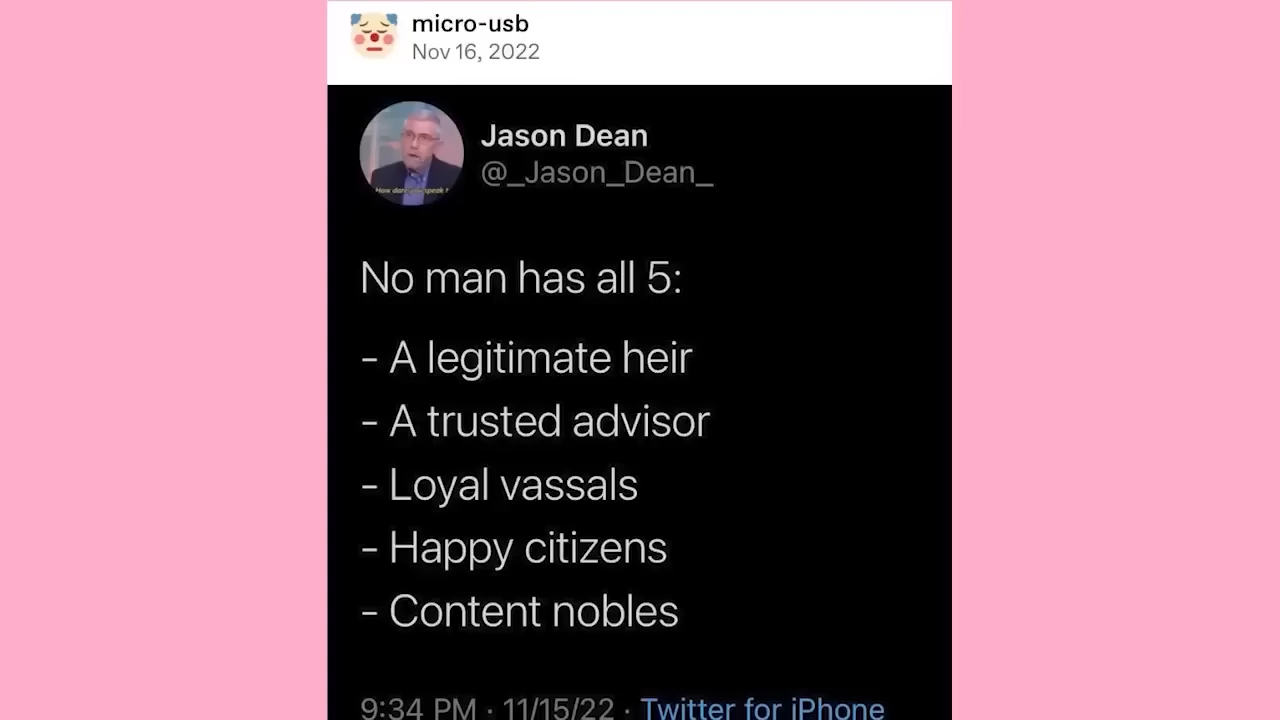 micro-usb
Nov 16, 2022
Jason Dean
@_Jason_Dean_
No man has all 5:
- A legitimate heir
- A trusted advisor
- Loyal vassals
- Happy citizens
- Content nobles
9:34 PM · 11/15/22 · Twitter for iPhone